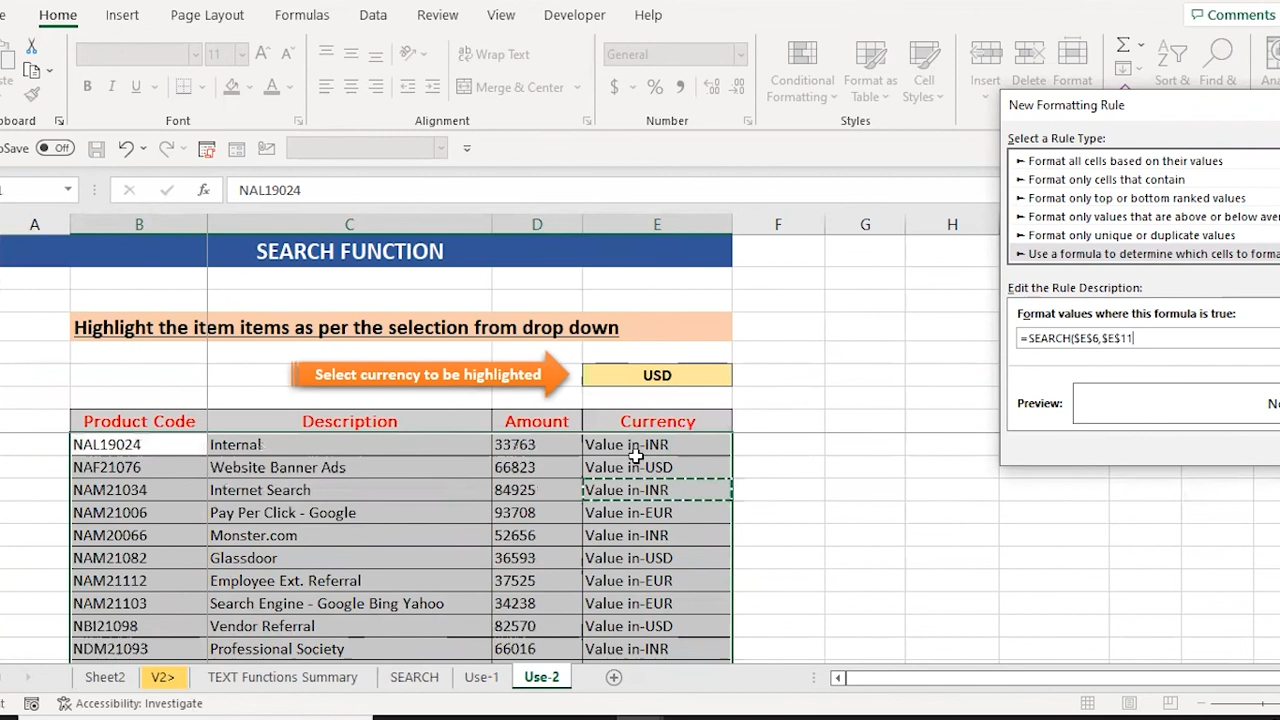 Home Insert Page Layout Formulas Data Review View Developer Help Comments
11 Wrap Text General
B I U Merge & Center $ % Conditional Formatting Format as Table Cell Styles Insert Delete Format Sort & Find &
Font Alignment Number Styles
New Formatting Rule
Off
Select a Rule Type:
► Format all cells based on their values
► Format only cells that contain
► Format only top or bottom ranked values
► Format only values that are above or below
► Format only unique or duplicate values
► Use a formula to determine which cells to
fx NAL19024
A B C D E F G H
SEARCH FUNCTION
Edit the Rule Description:
Format values where this formula is true:
=SEARCH($E$6,$E$11
Preview:
Highlight the item items as per the selection from drop down
Select currency to be highlighted USD
Product Code Description Amount Currency
NAL19024 Internal 33763 Value in-INR
NAF21076 Website Banner Ads 66823 Value in-USD
NAM21034 Internet Search 84925 Value in-INR
NAM21006 Pay Per Click - Google 93708 Value in-EUR
NAM20066 Monster.com 52656 Value in-INR
NAM21082 Glassdoor 36593 Value in-USD
NAM21112 Employee Ext. Referral 37525 Value in-EUR
NAM21103 Search Engine - Google Bing Yahoo 34238 Value in-EUR
NBI21098 Vendor Referral 82570 Value in-USD
NDM21093 Professional Society 66016 Value in-INR
Sheet2 V2> TEXT Functions Summary SEARCH Use-1 Use-2
Accessibility: Investigate